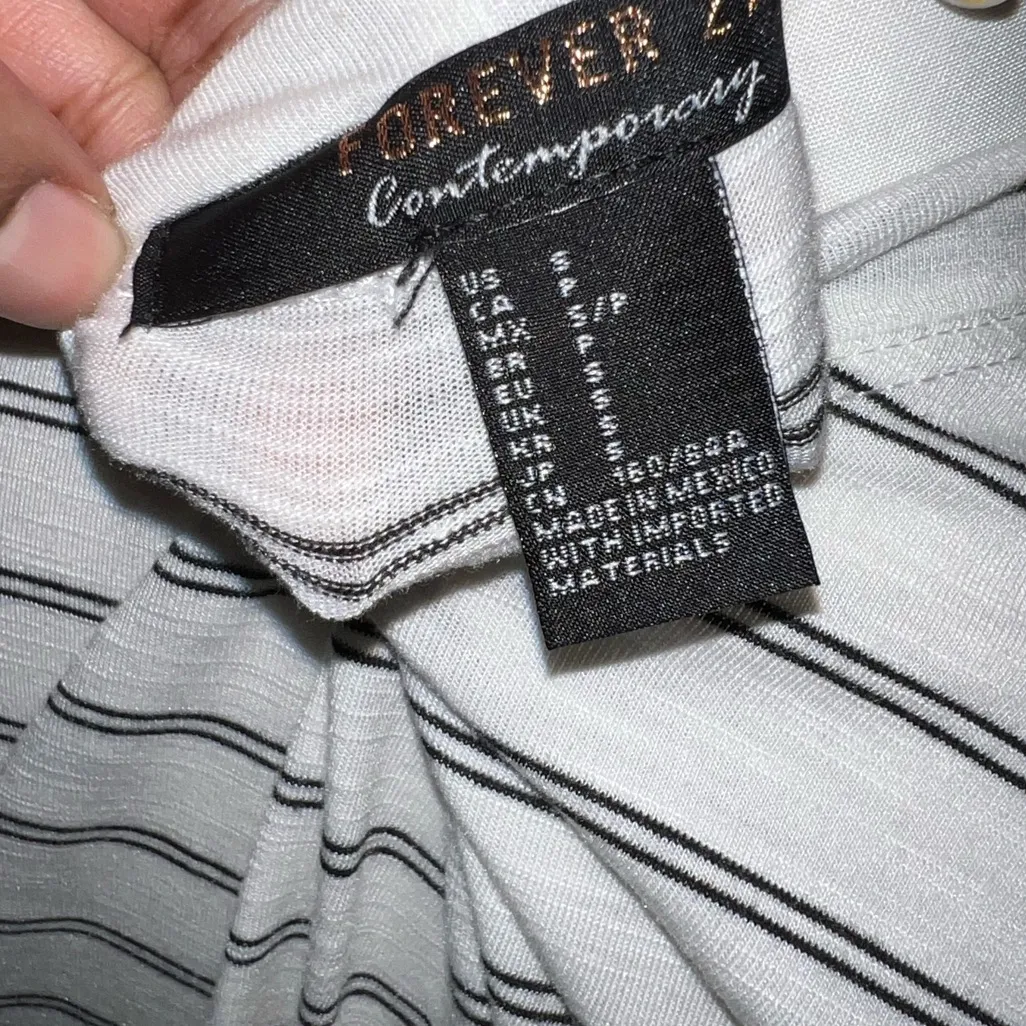 FOREVER 21
Contemporary
US S
CA P
MX S/P
BR P
EU S
UK S
KR S
JP S
CN 160/84A
MADE IN MEXICO
WITH IMPORTED
MATERIALS